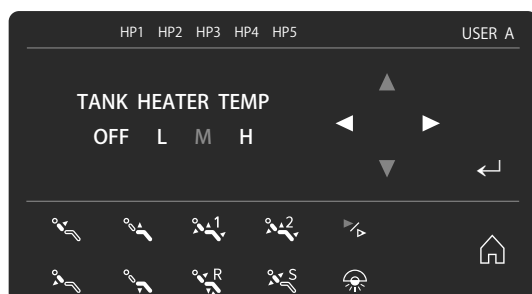 HP1 HP2 HP3 HP4 HP5 USER A
TANK HEATER TEMP
OFF L M H
1 2
R S